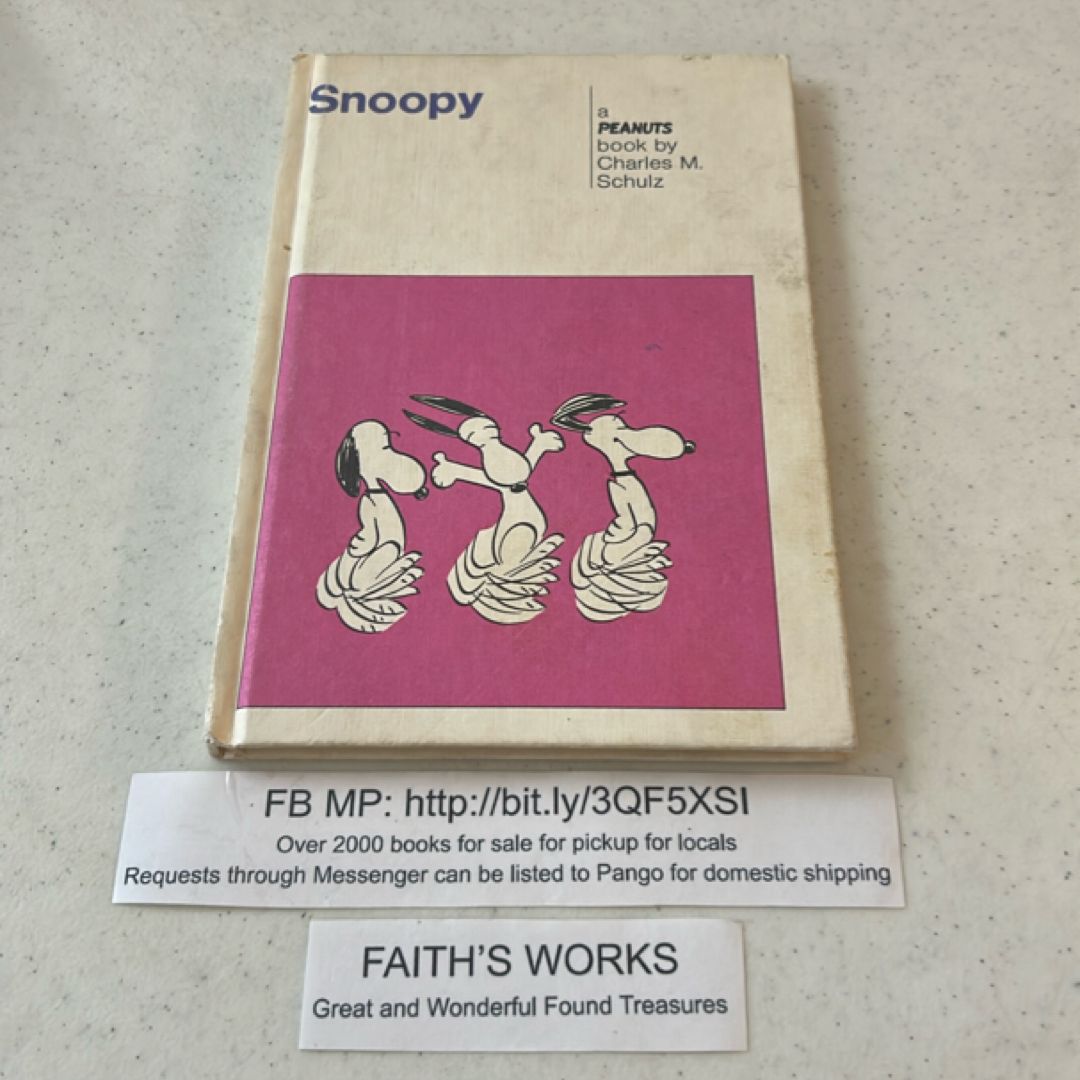 Snoopy
a
PEANUTS
book by
Charles M.
Schulz
FB MP: http://bit.ly/3QF5XSI
Over 2000 books for sale for pickup for locals
Requests through Messenger can be listed to Pango for domestic shipping
FAITH'S WORKS
Great and Wonderful Found Treasures